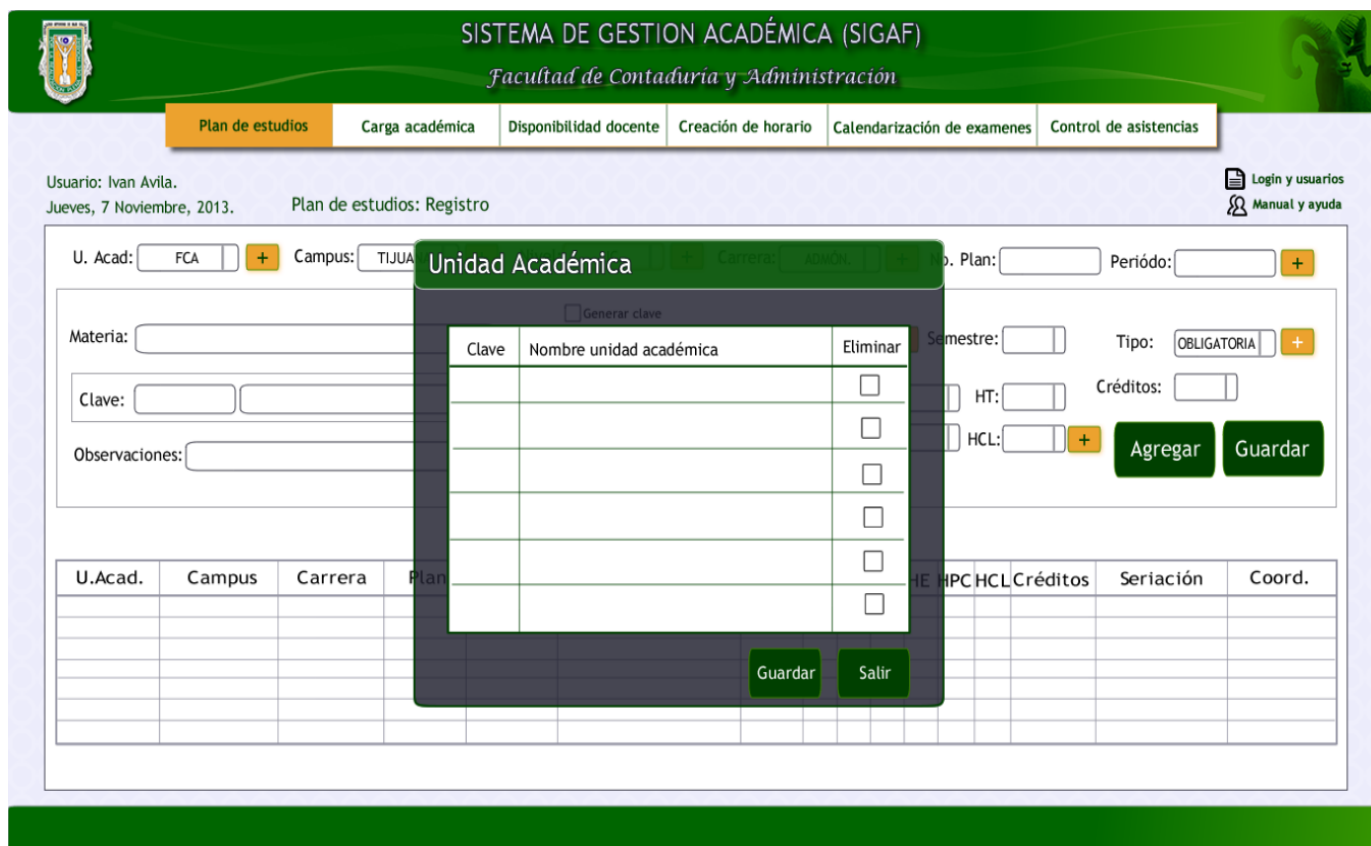 SISTEMA DE GESTION ACADÉMICA (SIGAF)
Facultad de Contaduría y Administración
Plan de estudios Carga académica Disponibilidad docente Creación de horario Calendarización de examenes Control de asistencias
Usuario: Ivan Avila.
Jueves, 7 Noviembre, 2013.
Plan de estudios: Registro
Login y usuarios
Manual y ayuda
U. Acad: FCA + Campus: TIJUA + Carrera: ADMÓN. + No. Plan: Periódo: +
Unidad Académica
Generar clave
Materia: Semestre: Tipo: OBLIGATORIA +
Clave: HT: Créditos:
Observaciones: HCL: + Agregar Guardar
Clave Nombre unidad académica Eliminar
Guardar Salir
U.Acad. Campus Carrera Plan HE HPC HCL Créditos Seriación Coord.